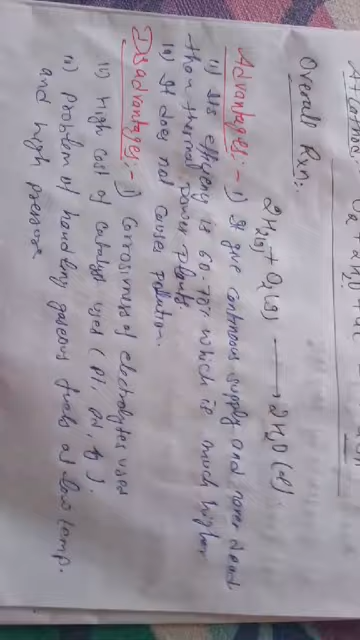 O₂ + 2H₂O +
Overall Rxn:-
2H₂(g) + O₂(g) ⟶ 2H₂O(l).
Advantages:- i) It give continuous supply and never dead
ii) Its efficiency is 60-70% which is much higher
than thermal power plants.
iii) It does not causes pollution.
Disadvantages:- i) Corrosiveness of electrolytes used
ii) High cost of catalyst used (Pt, Pd, ).
iii) Problem of handling gaseous fuels at low temp.
and high pressure.